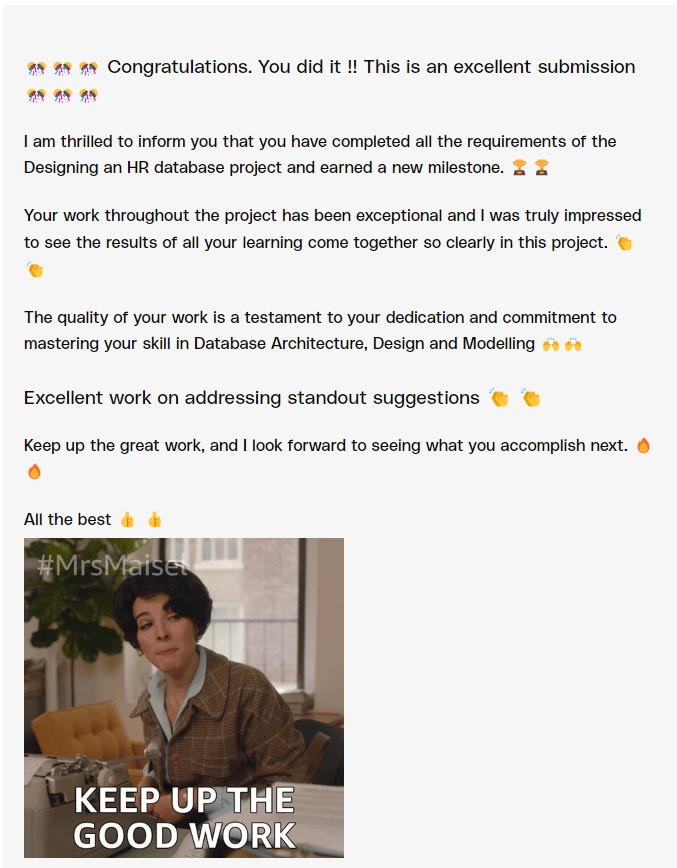 🎊 🎊 🎊 Congratulations. You did it !! This is an excellent submission
🎊 🎊 🎊
I am thrilled to inform you that you have completed all the requirements of the
Designing an HR database project and earned a new milestone. 🏆 🏆
Your work throughout the project has been exceptional and I was truly impressed
to see the results of all your learning come together so clearly in this project. 👏
👏
The quality of your work is a testament to your dedication and commitment to
mastering your skill in Database Architecture, Design and Modelling 🙌 🙌
Excellent work on addressing standout suggestions 👏 👏
Keep up the great work, and I look forward to seeing what you accomplish next. 🔥
🔥
All the best 👍 👍
#MrsMaisel
KEEP UP THE
GOOD WORK